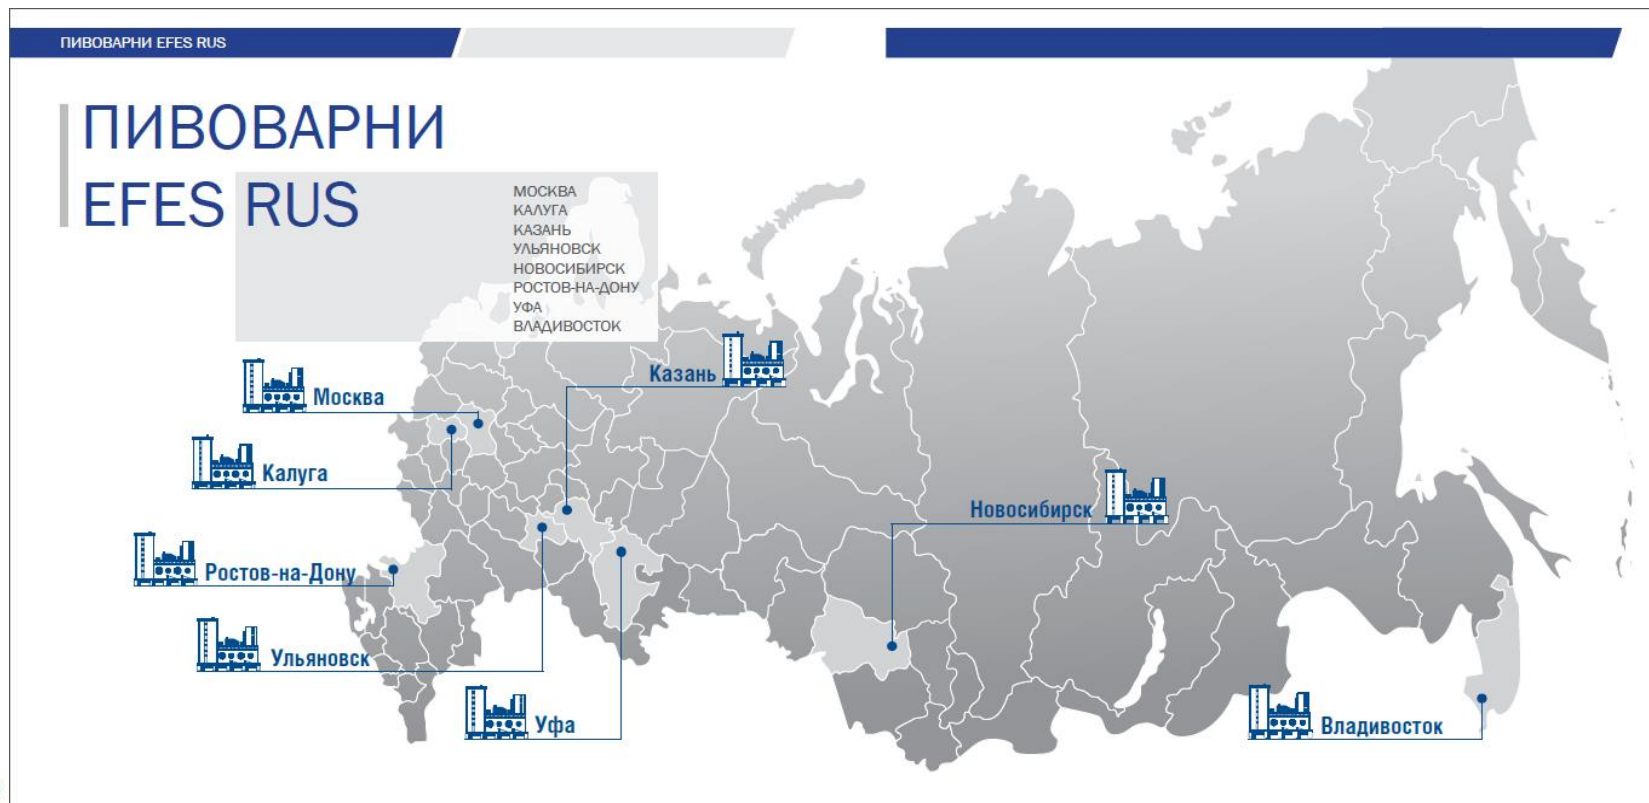 ПИВОВАРНИ EFES RUS
ПИВОВАРНИ
EFES RUS
МОСКВА
КАЛУГА
КАЗАНЬ
УЛЬЯНОВСК
НОВОСИБИРСК
РОСТОВ-НА-ДОНУ
УФА
ВЛАДИВОСТОК
Казань
Москва
Калуга
Новосибирск
Ростов-на-Дону
Ульяновск
Уфа
Владивосток